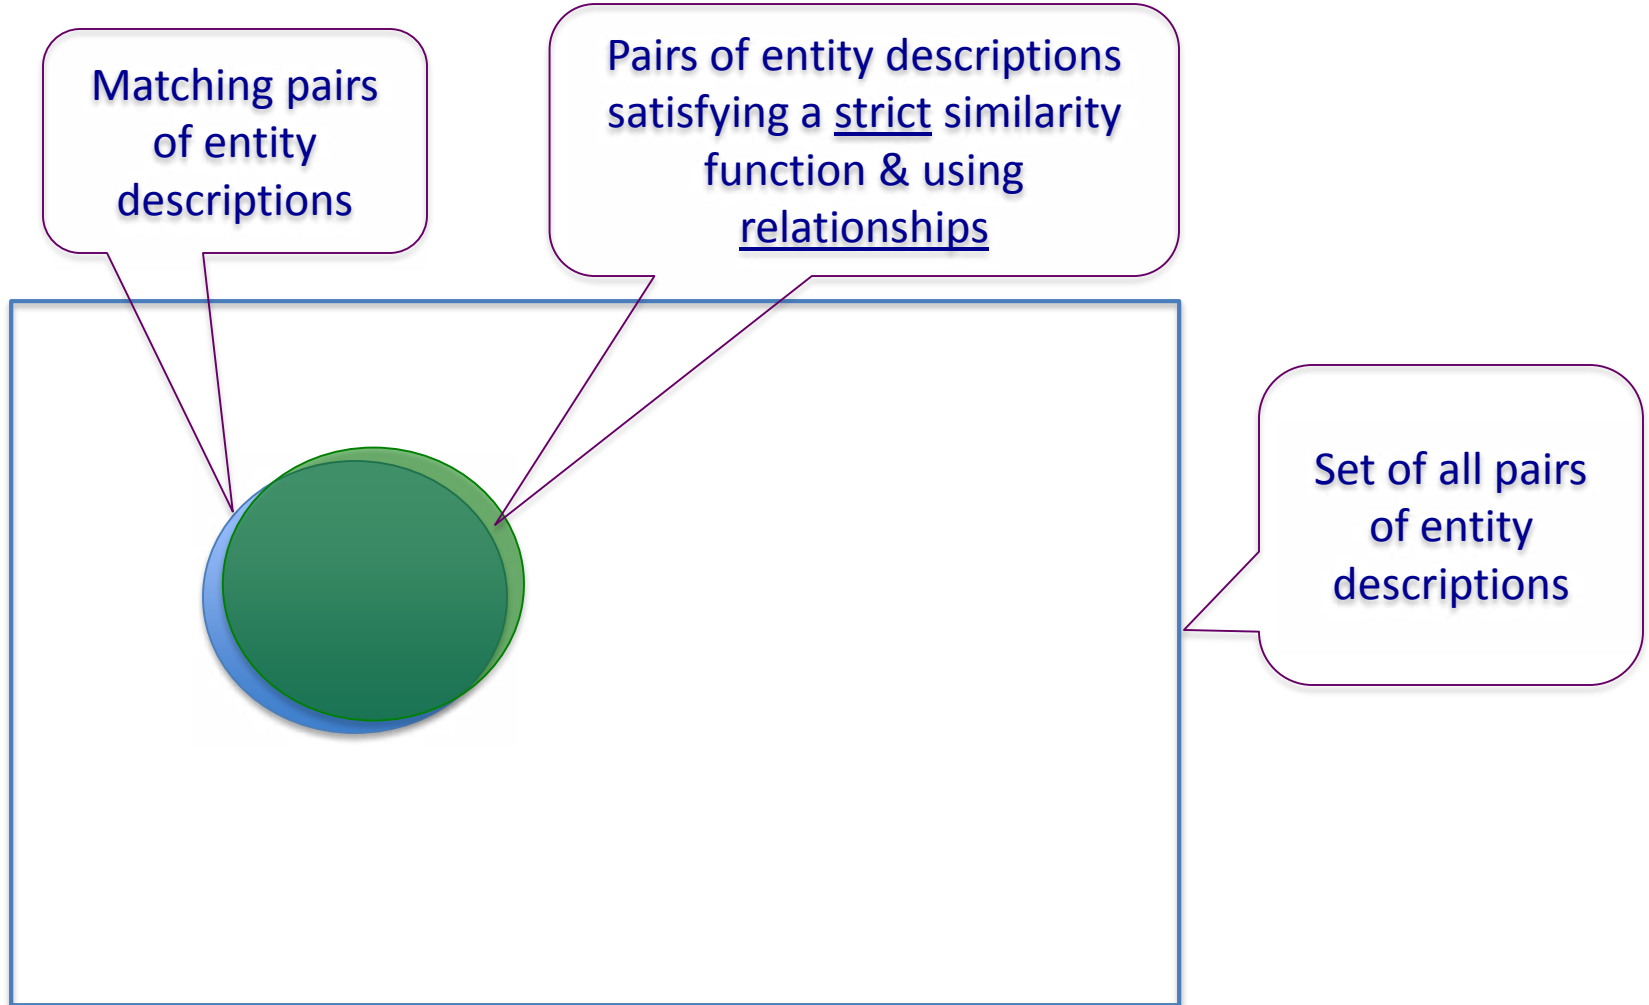 Matching pairs
of entity
descriptions
Pairs of entity descriptions
satisfying a strict similarity
function & using
relationships
Set of all pairs
of entity
descriptions